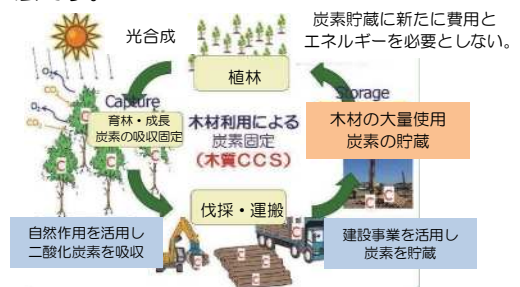 炭素貯蔵に新たに費用と
エネルギーを必要としない。
光合成
植林
O₂
CO₂
O₂
CO₂
Capture
育林・成長
炭素の吸収固定
木材利用による
炭素固定
(木質CCS)
Storage
木材の大量使用
炭素の貯蔵
C
C
C
C
C
伐採・運搬
自然作用を活用し
二酸化炭素を吸収
建設事業を活用し
炭素を貯蔵
C
C
C
C
C